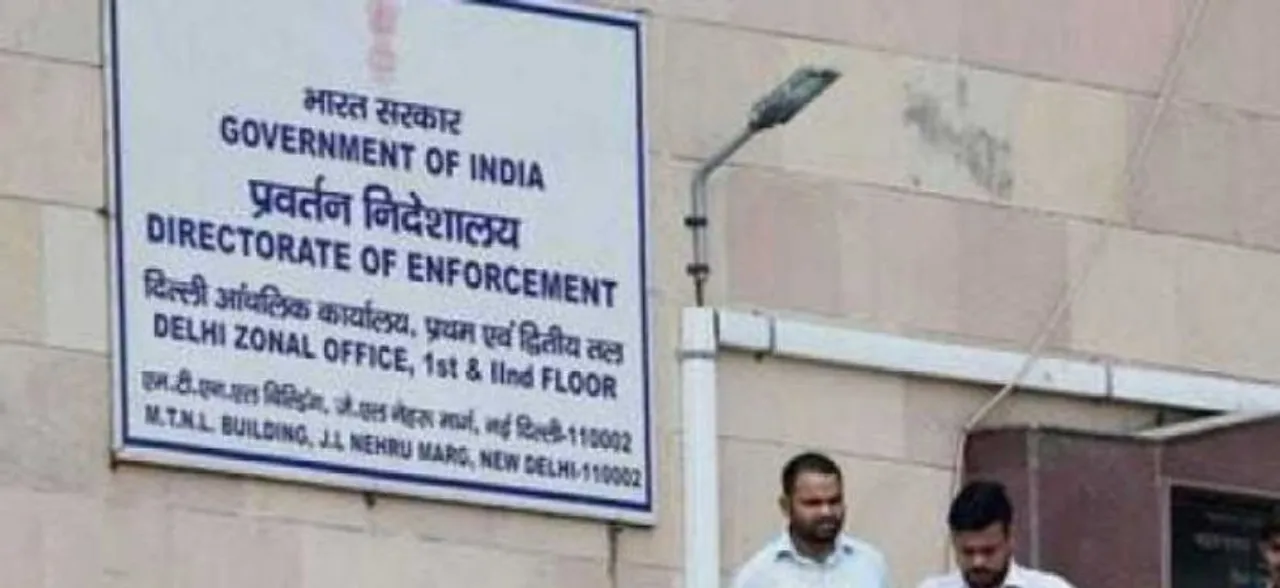 भारत सरकार
GOVERNMENT OF INDIA
प्रवर्तन निदेशालय
DIRECTORATE OF ENFORCEMENT
दिल्ली आंचलिक कार्यालय, प्रथम एवं द्वितीय तल
DELHI ZONAL OFFICE, 1st & IInd FLOOR
एम.टी.एन.एल बिल्डिंग, जे.एल नेहरू मार्ग, नई दिल्ली-110002
M.T.N.L. BUILDING, J.L NEHRU MARG, NEW DELHI-110002